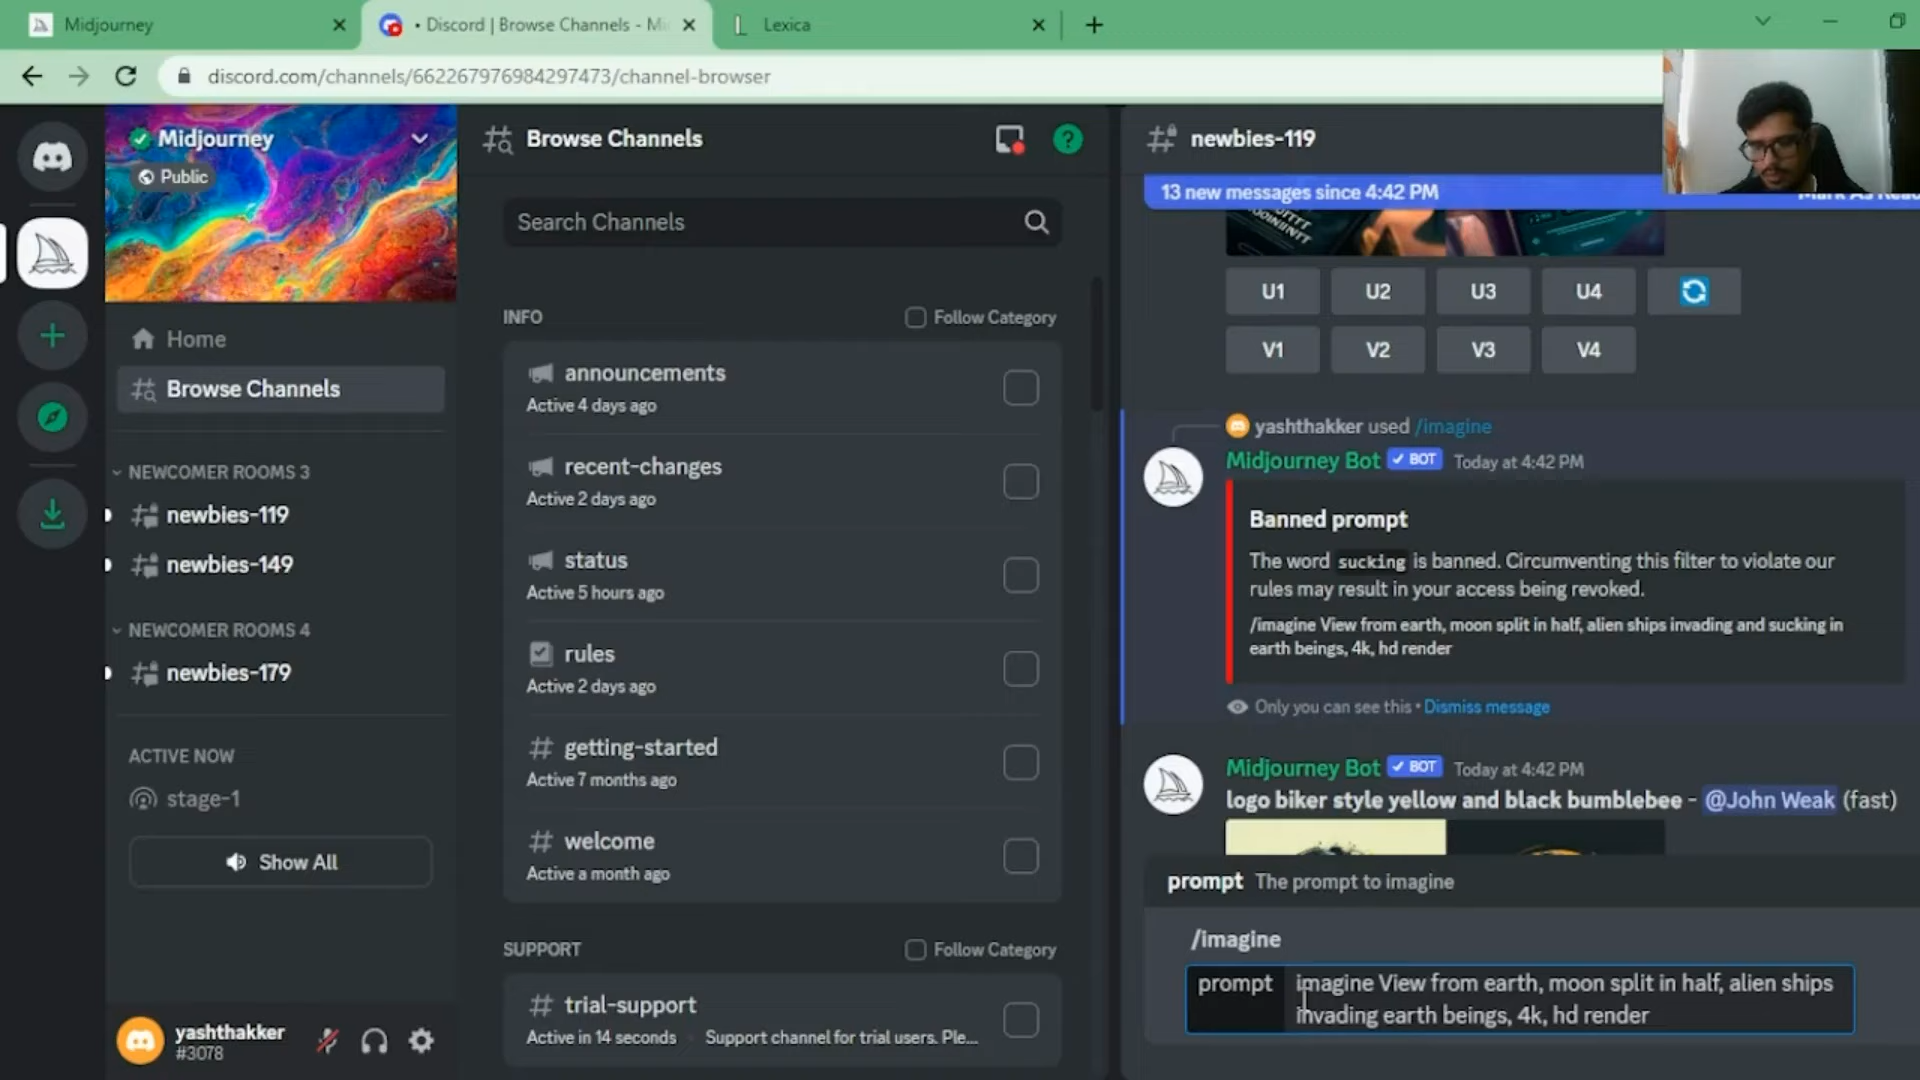 Midjourney
• Discord | Browse Channels - Mi
Lexica
discord.com/channels/662267976984297473/channel-browser
Midjourney
Public
Home
Browse Channels
NEWCOMER ROOMS 3
newbies-119
newbies-149
NEWCOMER ROOMS 4
newbies-179
ACTIVE NOW
stage-1
Show All
yashthakker
#3078
Browse Channels
Search Channels
INFO
Follow Category
announcements
Active 4 days ago
recent-changes
Active 2 days ago
status
Active 5 hours ago
rules
Active 2 days ago
getting-started
Active 7 months ago
welcome
Active a month ago
SUPPORT
Follow Category
trial-support
Active in 14 seconds Support channel for trial users. Ple...
newbies-119
13 new messages since 4:42 PM
Mark As Read
U1 U2 U3 U4
V1 V2 V3 V4
yashthakker used /imagine
Midjourney Bot BOT Today at 4:42 PM
Banned prompt
The word sucking is banned. Circumventing this filter to violate our
rules may result in your access being revoked.
/imagine View from earth, moon split in half, alien ships invading and sucking in
earth beings, 4k, hd render
Only you can see this • Dismiss message
Midjourney Bot BOT Today at 4:42 PM
logo biker style yellow and black bumblebee - @John Weak (fast)
prompt The prompt to imagine
/imagine
prompt imagine View from earth, moon split in half, alien ships
invading earth beings, 4k, hd render